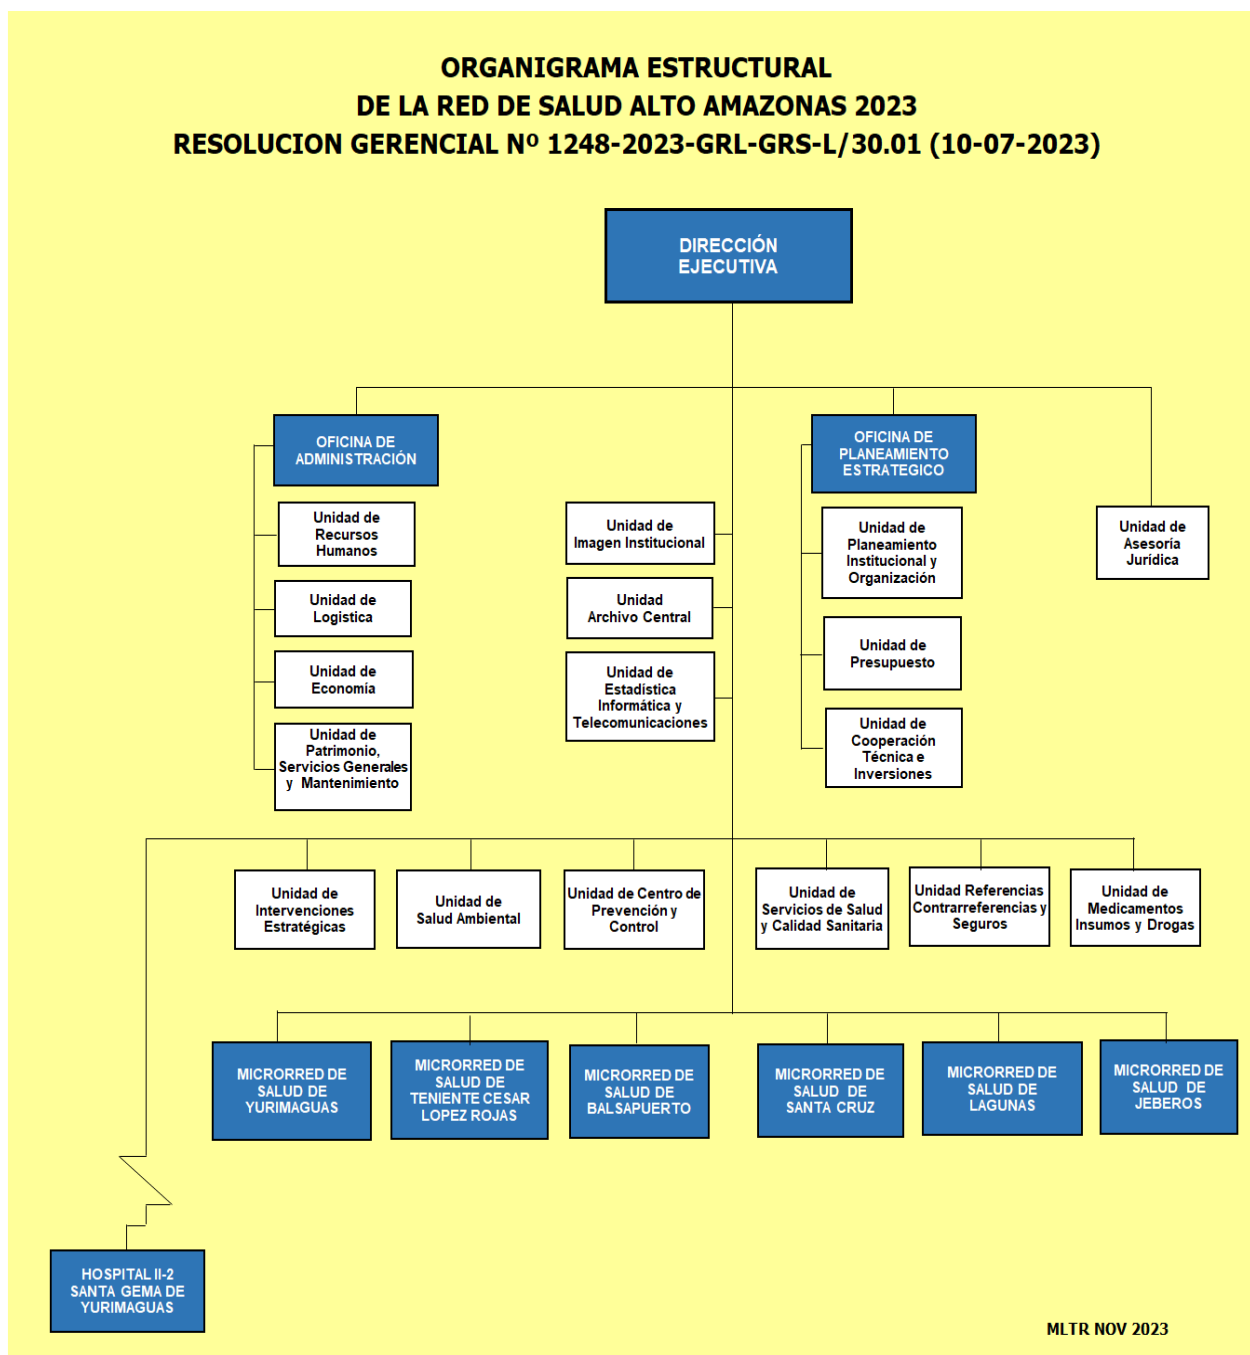 ORGANIGRAMA ESTRUCTURAL
DE LA RED DE SALUD ALTO AMAZONAS 2023
RESOLUCION GERENCIAL Nº 1248-2023-GRL-GRS-L/30.01 (10-07-2023)
DIRECCIÓN
EJECUTIVA
OFICINA DE
ADMINISTRACIÓN
Unidad de
Recursos
Humanos
Unidad de
Logistica
Unidad de
Economía
Unidad de
Patrimonio,
Servicios Generales
y Mantenimiento
Unidad de
Imagen Institucional
Unidad
Archivo Central
Unidad de
Estadística
Informática y
Telecomunicaciones
OFICINA DE
PLANEAMIENTO
ESTRATEGICO
Unidad de
Planeamiento
Institucional y
Organización
Unidad de
Presupuesto
Unidad de
Cooperación
Técnica e
Inversiones
Unidad de
Asesoría
Jurídica
Unidad de
Intervenciones
Estratégicas
Unidad de
Salud Ambiental
Unidad de Centro de
Prevención y
Control
Unidad de
Servicios de Salud
y Calidad Sanitaria
Unidad Referencias
Contrarreferencias y
Seguros
Unidad de
Medicamentos
Insumos y Drogas
MICRORRED DE
SALUD DE
YURIMAGUAS
MICRORRED DE
SALUD DE
TENIENTE CESAR
LOPEZ ROJAS
MICRORRED DE
SALUD DE
BALSAPUERTO
MICRORRED DE
SALUD DE
SANTA CRUZ
MICRORRED DE
SALUD DE
LAGUNAS
MICRORRED DE
SALUD DE
JEBEROS
HOSPITAL II-2
SANTA GEMA DE
YURIMAGUAS
MLTR NOV 2023